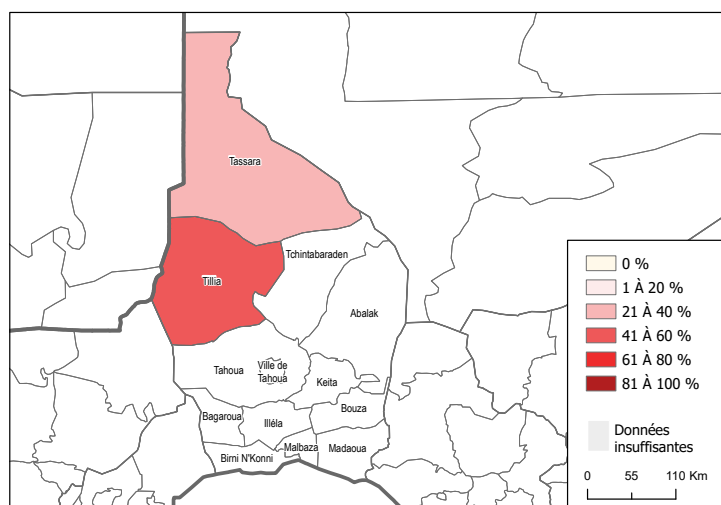 Tassara
Tchintabaraden
Tillia
Abalak
Tahoua
Ville de
Tahoua
Keita
Bagaroua
Illéla
Bouza
Birni N'Konni
Malbaza
Madaoua
0 %
1 À 20 %
21 À 40 %
41 À 60 %
61 À 80 %
81 À 100 %
Données
insuffisantes
0 55 110 Km